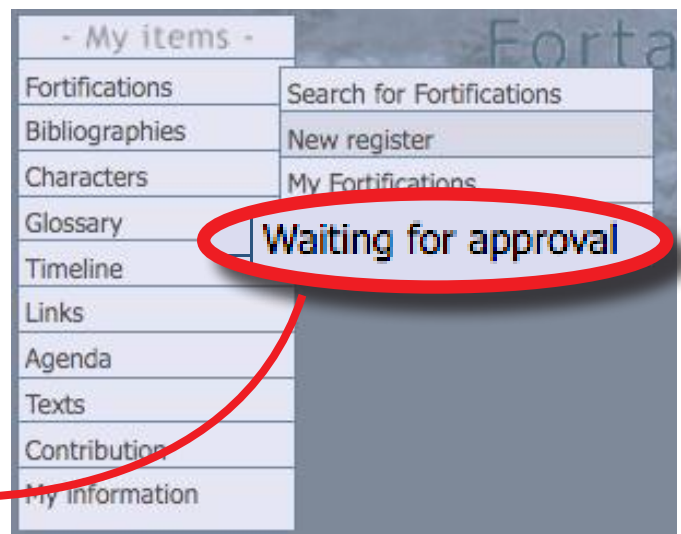 - My items -
Forta
Fortifications
Bibliographies
Characters
Glossary
Timeline
Links
Agenda
Texts
Contribution
My information
Search for Fortifications
New register
My Fortifications
Waiting for approval